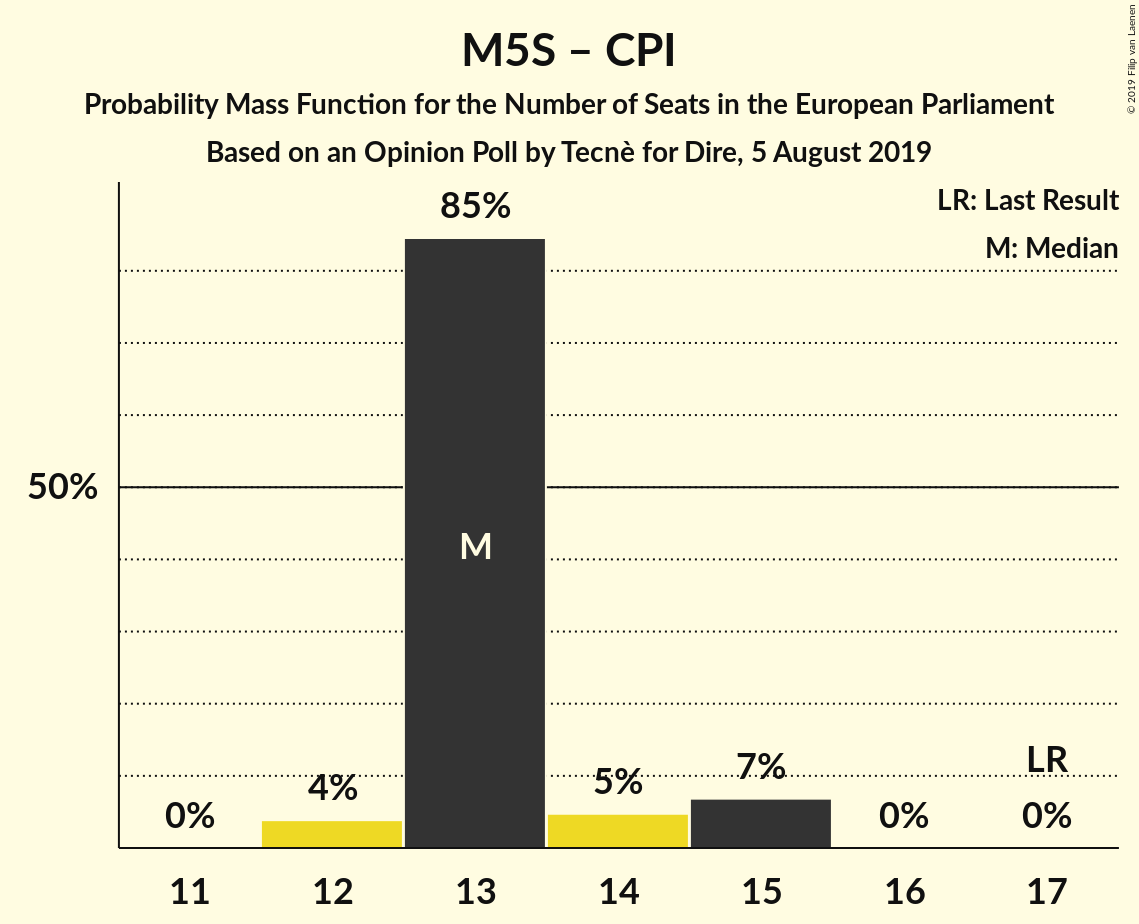 M5S – CPI
Probability Mass Function for the Number of Seats in the European Parliament
Based on an Opinion Poll by Tecnè for Dire, 5 August 2019
© 2019 Filip van Laenen
LR: Last Result
M: Median
85%
50%
M
0%
4%
5%
7%
0%
LR
0%
11 12 13 14 15 16 17